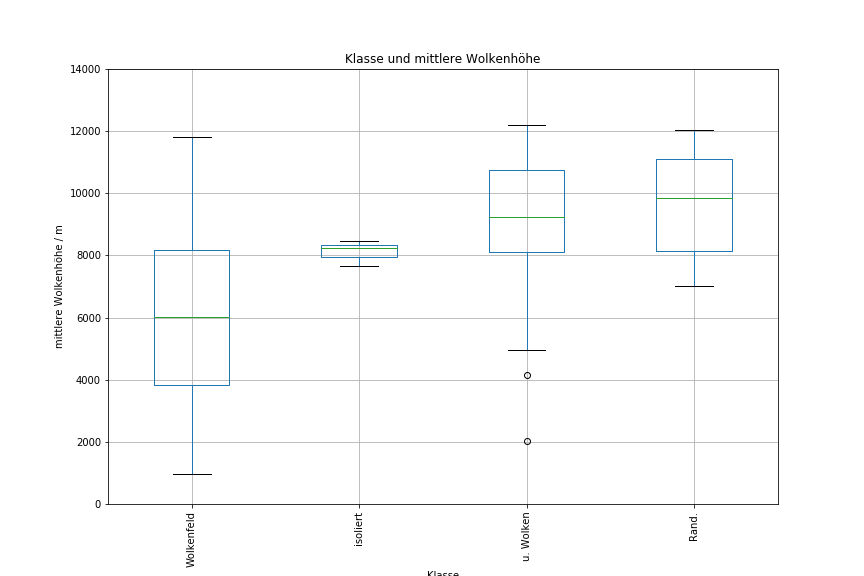 Klasse und mittlere Wolkenhöhe
mittlere Wolkenhöhe / m
14000
12000
10000
8000
6000
4000
2000
0
Wolkenfeld
isoliert
u. Wolken
Rand.
Klasse